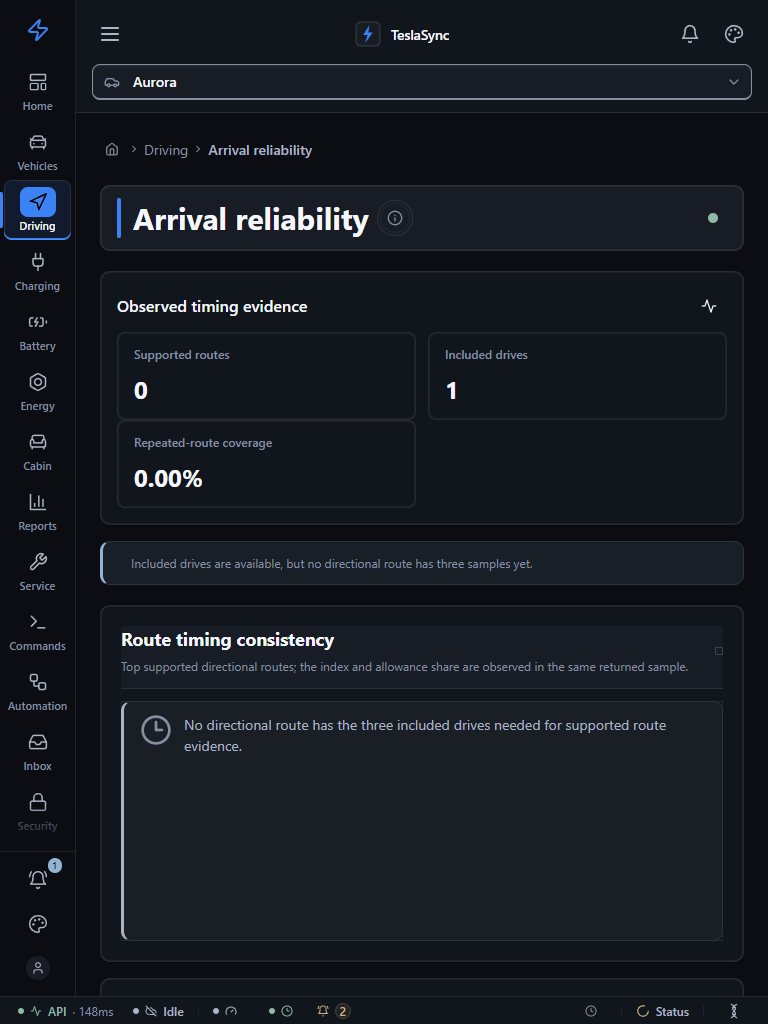 TeslaSync
Aurora
Home
Vehicles
Driving
Charging
Battery
Energy
Cabin
Reports
Service
Commands
Automation
Inbox
Security
1
Driving
Arrival reliability
Arrival reliability
Observed timing evidence
Supported routes
0
Included drives
1
Repeated-route coverage
0.00%
Included drives are available, but no directional route has three samples yet.
Route timing consistency
Top supported directional routes; the index and allowance share are observed in the same returned sample.
No directional route has the three included drives needed for supported route
evidence.
API · 148ms
Idle
2
Status